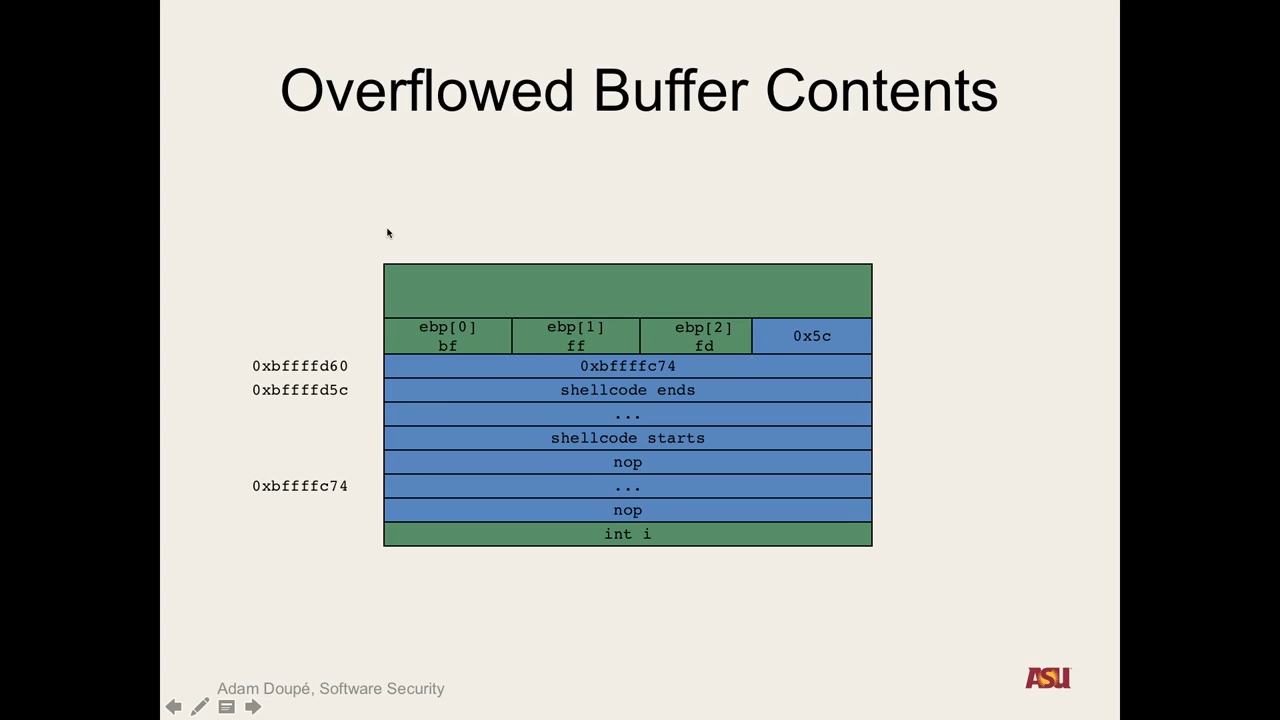 Overflowed Buffer Contents
ebp[0] ebp[1] ebp[2] 0x5c
bf ff fd
0xbffffd60 0xbffffc74
0xbffffd5c shellcode ends
...
shellcode starts
nop
0xbffffc74 ...
nop
int i
Adam Doupé, Software Security
ASU